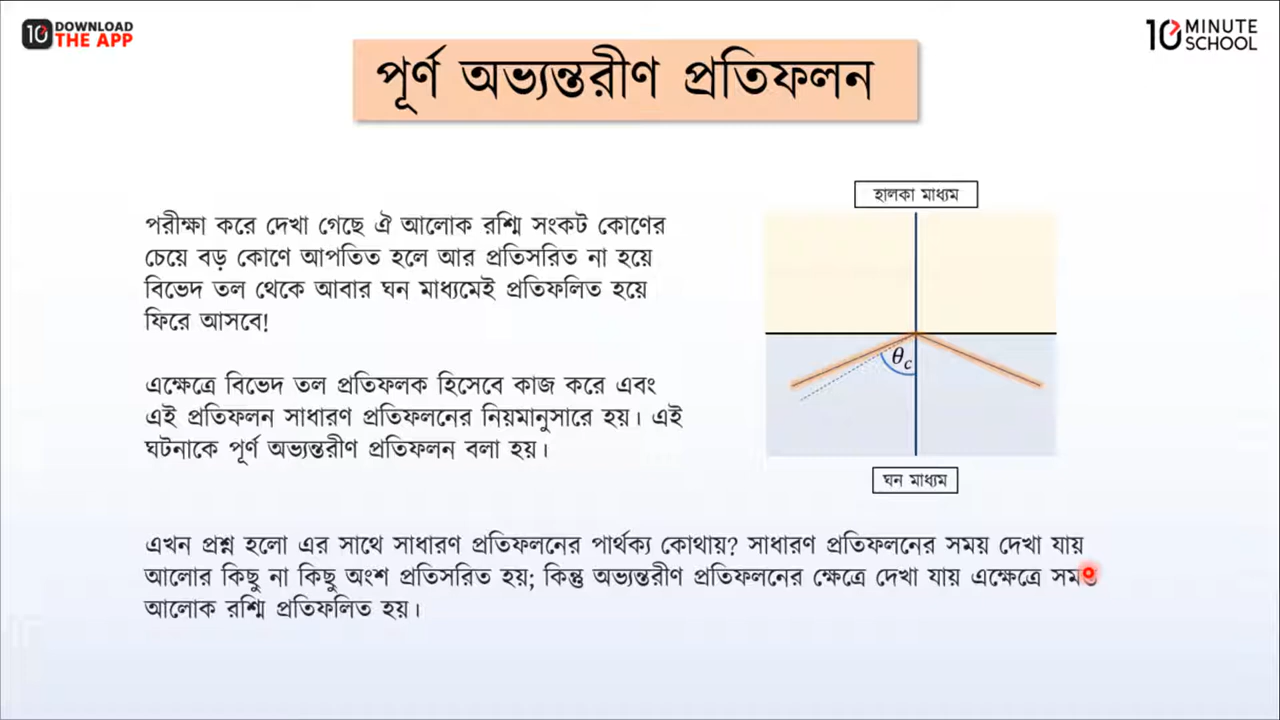 10 DOWNLOAD
THE APP
10 MINUTE
SCHOOL
পূর্ণ অভ্যন্তরীণ প্রতিফলন
হালকা মাধ্যম
পরীক্ষা করে দেখা গেছে ঐ আলোক রশ্মি সংকট কোণের
চেয়ে বড় কোণে আপতিত হলে আর প্রতিসরিত না হয়ে
বিভেদ তল থেকে আবার ঘন মাধ্যমেই প্রতিফলিত হয়ে
ফিরে আসবে!
θc
এক্ষেত্রে বিভেদ তল প্রতিফলক হিসেবে কাজ করে এবং
এই প্রতিফলন সাধারণ প্রতিফলনের নিয়মানুসারে হয়। এই
ঘটনাকে পূর্ণ অভ্যন্তরীণ প্রতিফলন বলা হয়।
ঘন মাধ্যম
এখন প্রশ্ন হলো এর সাথে সাধারণ প্রতিফলনের পার্থক্য কোথায়? সাধারণ প্রতিফলনের সময় দেখা যায়
আলোর কিছু না কিছু অংশ প্রতিসরিত হয়; কিন্তু অভ্যন্তরীণ প্রতিফলনের ক্ষেত্রে দেখা যায় এক্ষেত্রে
আলোক রশ্মি প্রতিফলিত হয়।